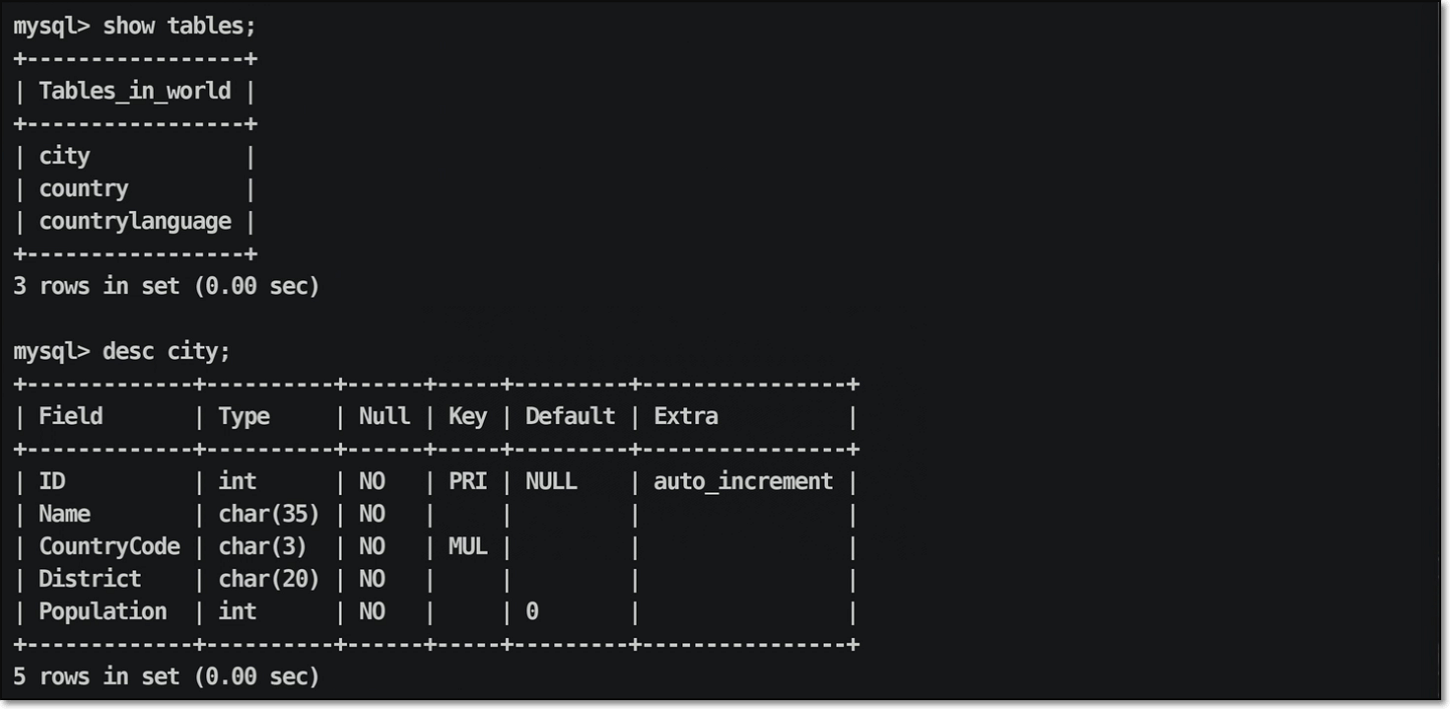 mysql> show tables;
+-----------------+
| Tables_in_world |
+-----------------+
| city            |
| country         |
| countrylanguage |
+-----------------+
3 rows in set (0.00 sec)

mysql> desc city;
+-------------+----------+------+-----+---------+----------------+
| Field       | Type     | Null | Key | Default | Extra          |
+-------------+----------+------+-----+---------+----------------+
| ID          | int      | NO   | PRI | NULL    | auto_increment |
| Name        | char(35) | NO   |     |         |                |
| CountryCode | char(3)  | NO   | MUL |         |                |
| District    | char(20) | NO   |     |         |                |
| Population  | int      | NO   |     | 0       |                |
+-------------+----------+------+-----+---------+----------------+
5 rows in set (0.00 sec)